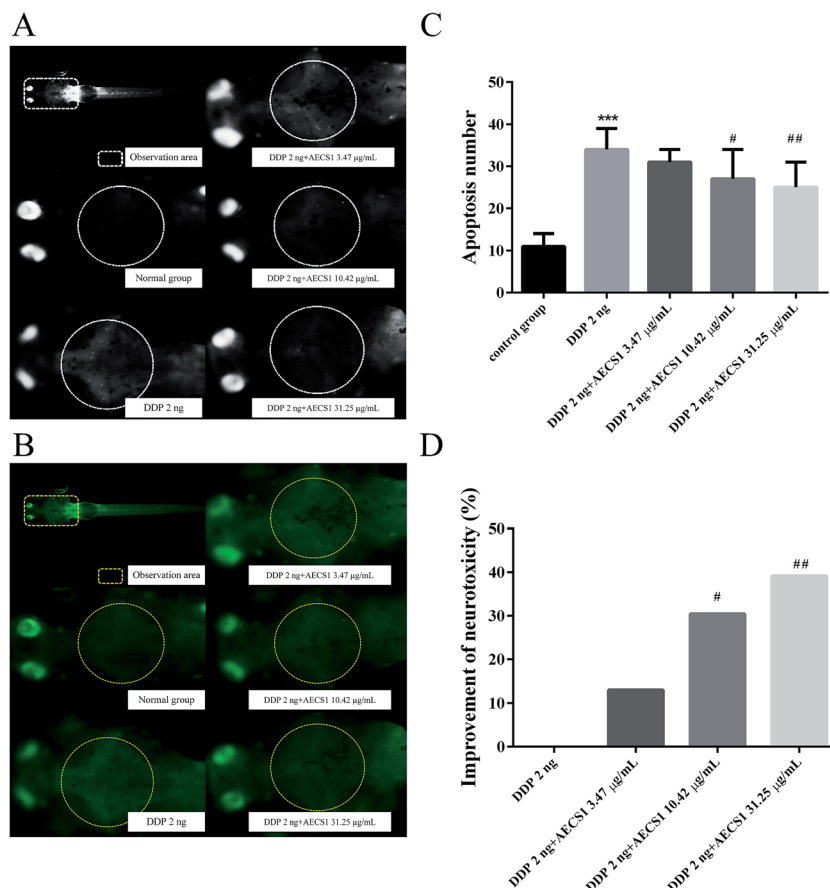 A
Observation area
DDP 2 ng+AECS1 3.47 μg/mL
Normal group
DDP 2 ng+AECS1 10.42 μg/mL
DDP 2 ng
DDP 2 ng+AECS1 31.25 μg/mL
B
Observation area
DDP 2 ng+AECS1 3.47 μg/mL
Normal group
DDP 2 ng+AECS1 10.42 μg/mL
DDP 2 ng
DDP 2 ng+AECS1 31.25 μg/mL
C
Apoptosis number
50
40
30
20
10
0
***
#
##
control group
DDP 2 ng
DDP 2 ng+AECS1 3.47 μg/mL
DDP 2 ng+AECS1 10.42 μg/mL
DDP 2 ng+AECS1 31.25 μg/mL
D
Improvement of neurotoxicity (%)
50
40
30
20
10
0
#
##
DDP 2 ng
DDP 2 ng+AECS1 3.47 μg/mL
DDP 2 ng+AECS1 10.42 μg/mL
DDP 2 ng+AECS1 31.25 μg/mL